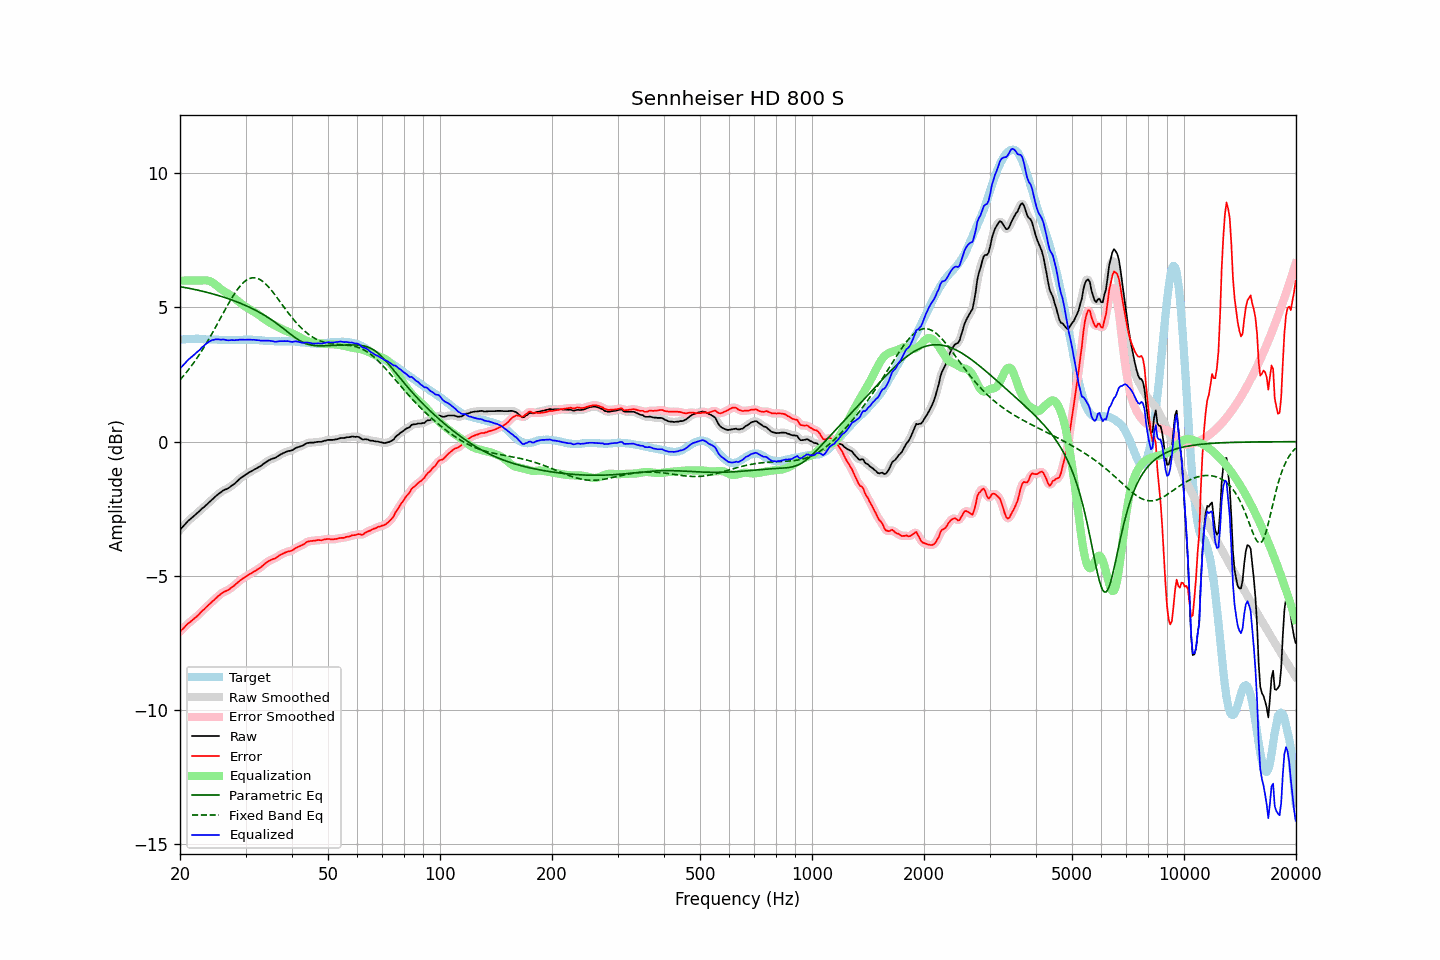 Sennheiser HD 800 S
Amplitude (dBr)
10
5
0
−5
−10
−15
Target
Raw Smoothed
Error Smoothed
Raw
Error
Equalization
Parametric Eq
Fixed Band Eq
Equalized
20 50 100 200 500 1000 2000 5000 10000 20000
Frequency (Hz)